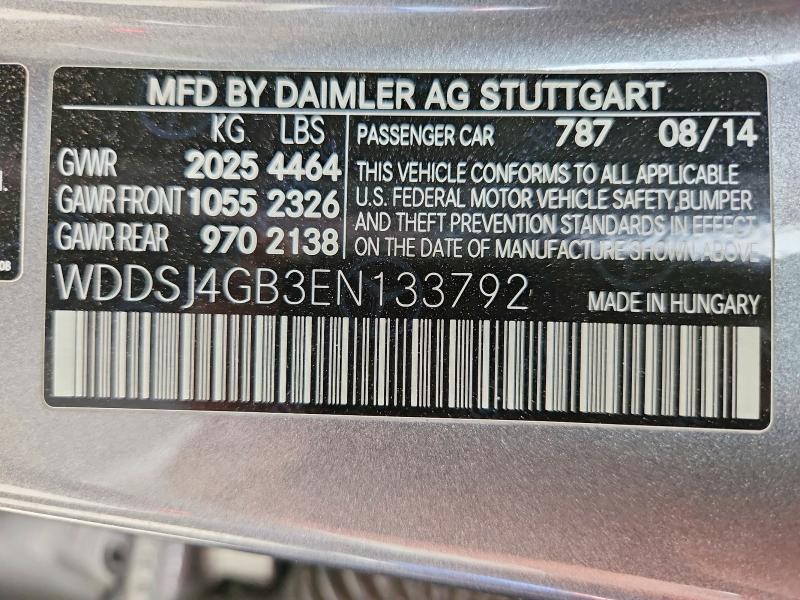 MFD BY DAIMLER AG STUTTGART
KG LBS
GVWR 2025 4464
GAWR FRONT 1055 2326
GAWR REAR 970 2138
PASSENGER CAR 787 08/14
THIS VEHICLE CONFORMS TO ALL APPLICABLE
U.S. FEDERAL MOTOR VEHICLE SAFETY, BUMPER
AND THEFT PREVENTION STANDARDS IN EFFECT
ON THE DATE OF MANUFACTURE SHOWN ABOVE.
WDDSJ4GB3EN133792
MADE IN HUNGARY